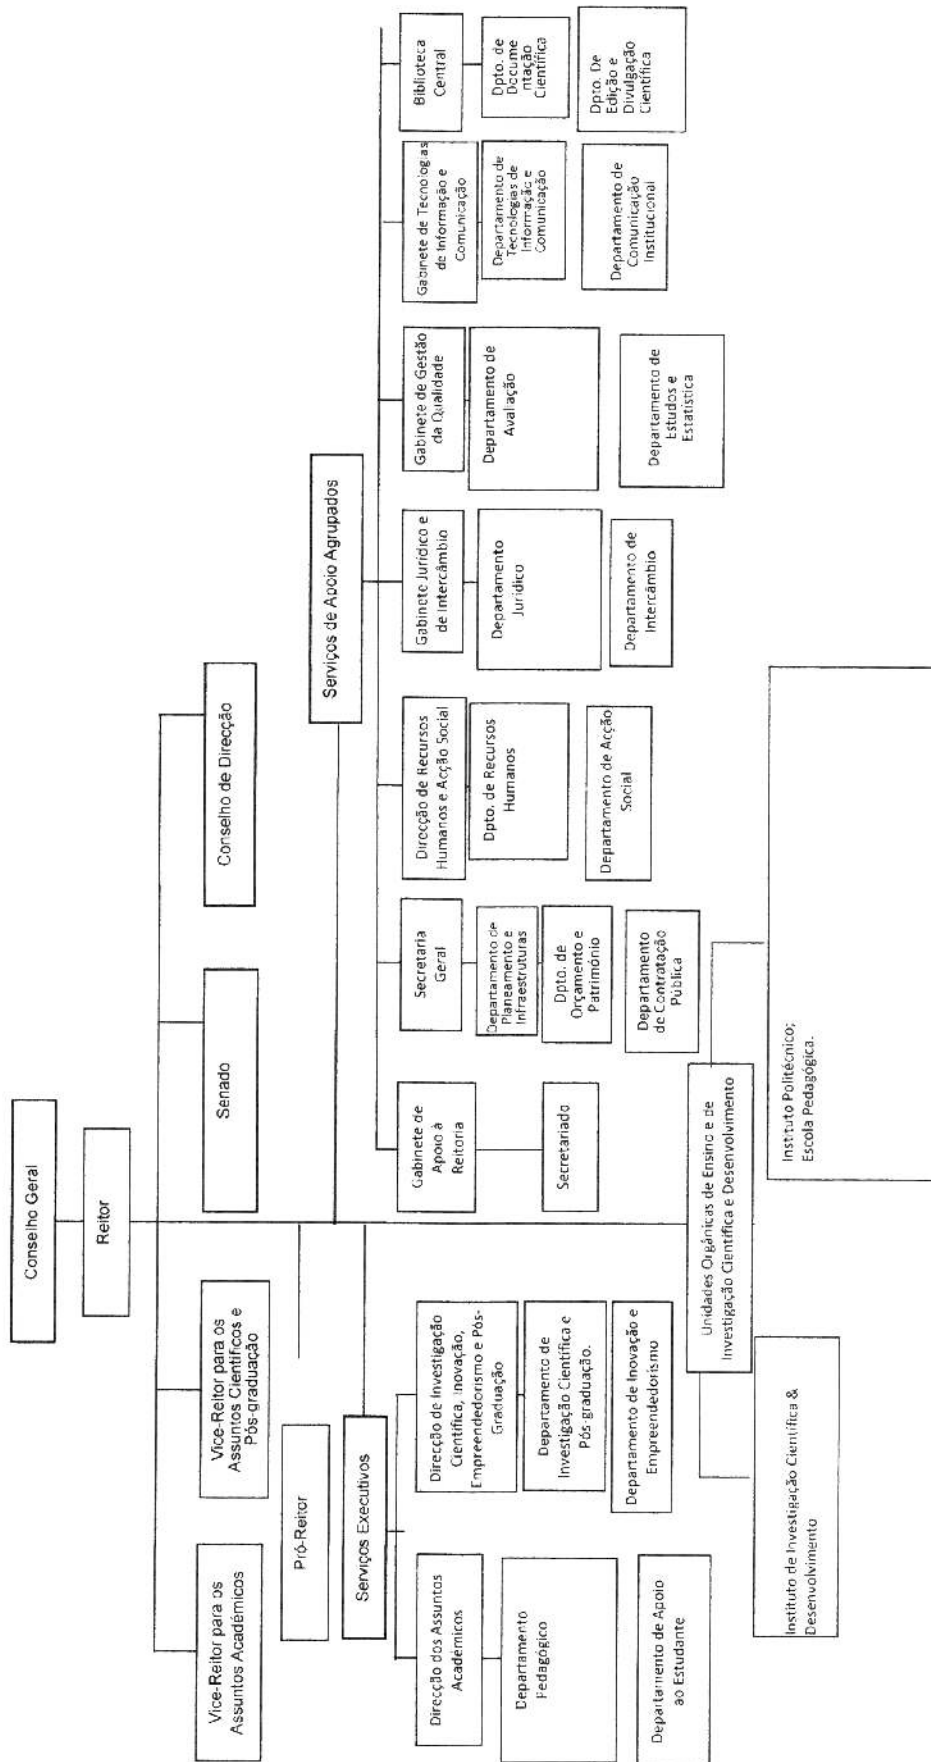 Conselho Geral
Reitor
Vice-Reitor para os
Assuntos Académicos
Vice-Reitor para os
Assuntos Científicos e
Pós-graduação
Senado
Conselho de Direcção
Pró-Reitor
Serviços Executivos
Serviços de Apoio Agrupados
Direcção dos Assuntos
Académicos
Departamento
Pedagógico
Departamento de Apoio
ao Estudante
Direcção de Investigação
Científica, Inovação,
Empreendedorismo e Pós-
Graduação
Departamento de
Investigação Científica e
Pós-graduação.
Departamento de Inovação e
Empreendedorismo
Gabinete de
Apoio à
Reitoria
Secretariado
Secretaria
Geral
Departamento de
Planeamento e
Infraestruturas
Dpto. de
Orçamento e
Património
Departamento
de Contratação
Pública
Direcção de Recursos
Humanos e Acção Social
Dpto. de Recursos
Humanos
Departamento de Acção
Social
Gabinete Jurídico e
de Intercâmbio
Departamento
Jurídico
Departamento de
Intercâmbio
Gabinete de Gestão
da Qualidade
Departamento de
Avaliação
Departamento de
Estudos e
Estatística
Gabinete de Tecnologias
de Informação e
Comunicação
Departamento de
Tecnologias de
Informação e
Comunicação
Departamento de
Comunicação
Institucional
Biblioteca
Central
Dpto. de
Docume
ntação
Científica
Dpto. De
Edição e
Divulgação
Científica
Unidades Orgânicas de Ensino e de
Investigação Científica e Desenvolvimento
Instituto de Investigação Científica &
Desenvolvimento
Instituto Politécnico;
Escola Pedagógica.